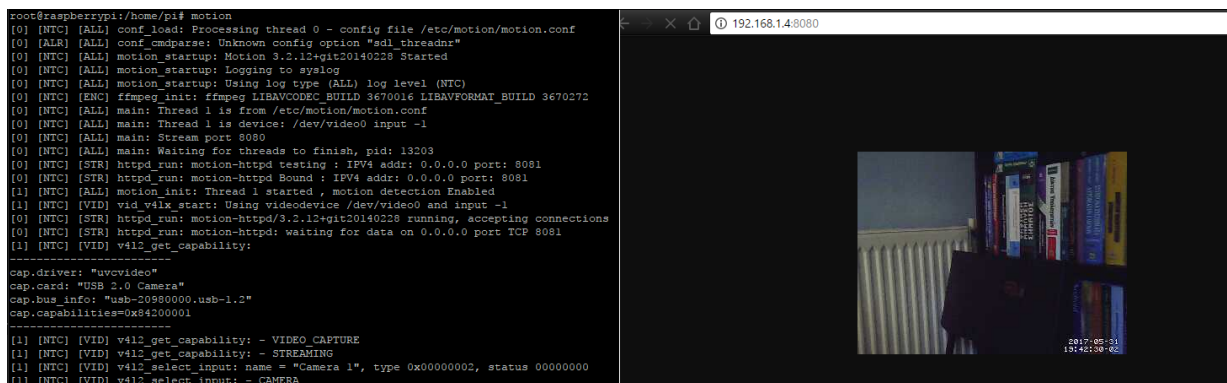 root@raspberrypi:/home/pi# motion
[0] [NTC] [ALL] conf_load: Processing thread 0 - config file /etc/motion/motion.conf
[0] [ALR] [ALL] conf_cmdparse: Unknown config option "sdl_threadnr"
[0] [NTC] [ALL] motion_startup: Motion 3.2.12+git20140228 Started
[0] [NTC] [ALL] motion_startup: Logging to syslog
[0] [NTC] [ALL] motion_startup: Using log type (ALL) log level (NTC)
[0] [NTC] [ENC] ffmpeg_init: ffmpeg LIBAVCODEC_BUILD 3670016 LIBAVFORMAT_BUILD 3670272
[0] [NTC] [ALL] main: Thread 1 is from /etc/motion/motion.conf
[0] [NTC] [ALL] main: Thread 1 is device: /dev/video0 input -1
[0] [NTC] [ALL] main: Stream port 8080
[0] [NTC] [ALL] main: Waiting for threads to finish, pid: 13203
[0] [NTC] [STR] httpd_run: motion-httpd testing : IPV4 addr: 0.0.0.0 port: 8081
[0] [NTC] [STR] httpd_run: motion-httpd Bound : IPV4 addr: 0.0.0.0 port: 8081
[1] [NTC] [ALL] motion_init: Thread 1 started , motion detection Enabled
[1] [NTC] [VID] vid_v4lx_start: Using videodevice /dev/video0 and input -1
[0] [NTC] [STR] httpd_run: motion-httpd/3.2.12+git20140228 running, accepting connections
[0] [NTC] [STR] httpd_run: motion-httpd: waiting for data on 0.0.0.0 port TCP 8081
[1] [NTC] [VID] v4l2_get_capability:
------------------------
cap.driver: "uvcvideo"
cap.card: "USB 2.0 Camera"
cap.bus_info: "usb-20980000.usb-1.2"
cap.capabilities=0x84200001
------------------------
[1] [NTC] [VID] v4l2_get_capability: - VIDEO_CAPTURE
[1] [NTC] [VID] v4l2_get_capability: - STREAMING
[1] [NTC] [VID] v4l2_select_input: name = "Camera 1", type 0x00000002, status 00000000
[1] [NTC] [VID] v4l2_select_input: - CAMERA
192.168.1.4:8080
2017-05-31
19:42:30-02